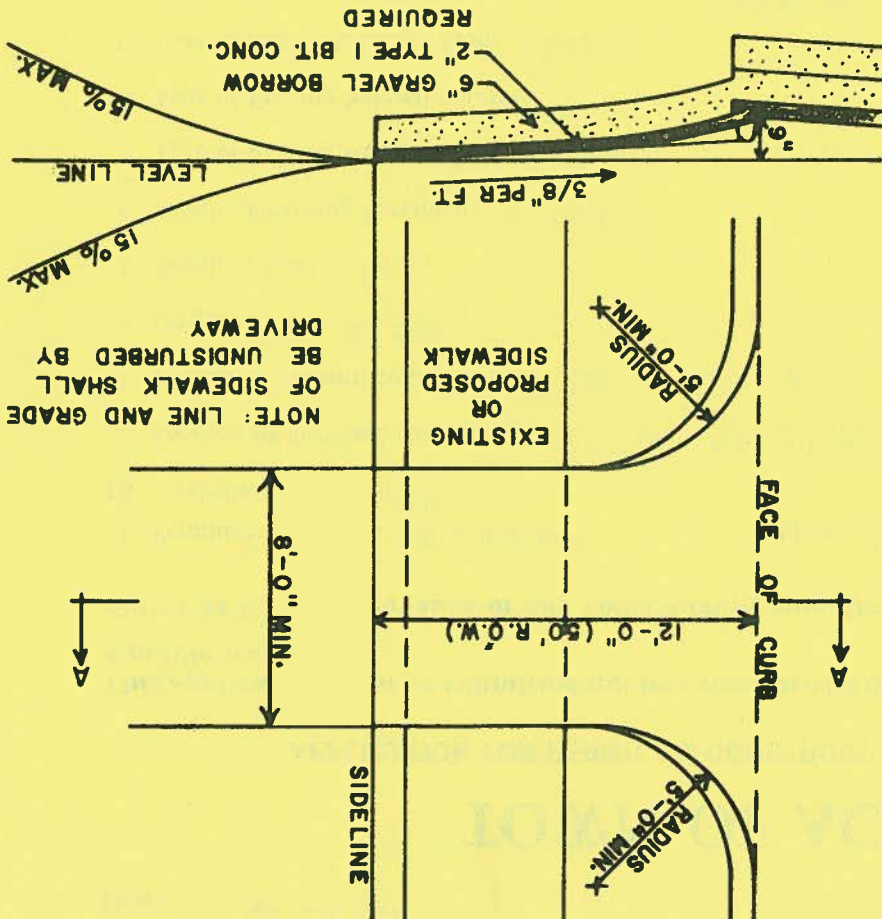 RADIUS
5'-0" MIN.
SIDELINE
A
12'-0" (50' R.O.W.)
8'-0" MIN.
A
FACE OF CURB
EXISTING
OR
PROPOSED
SIDEWALK
NOTE: LINE AND GRADE
OF SIDEWALK SHALL
BE UNDISTURBED BY
DRIVEWAY
RADIUS
5'-0" MIN.
15% MAX.
3/8" PER FT.
LEVEL LINE
9"
15% MAX.
6" GRAVEL BORROW
2" TYPE I BIT. CONC.
REQUIRED